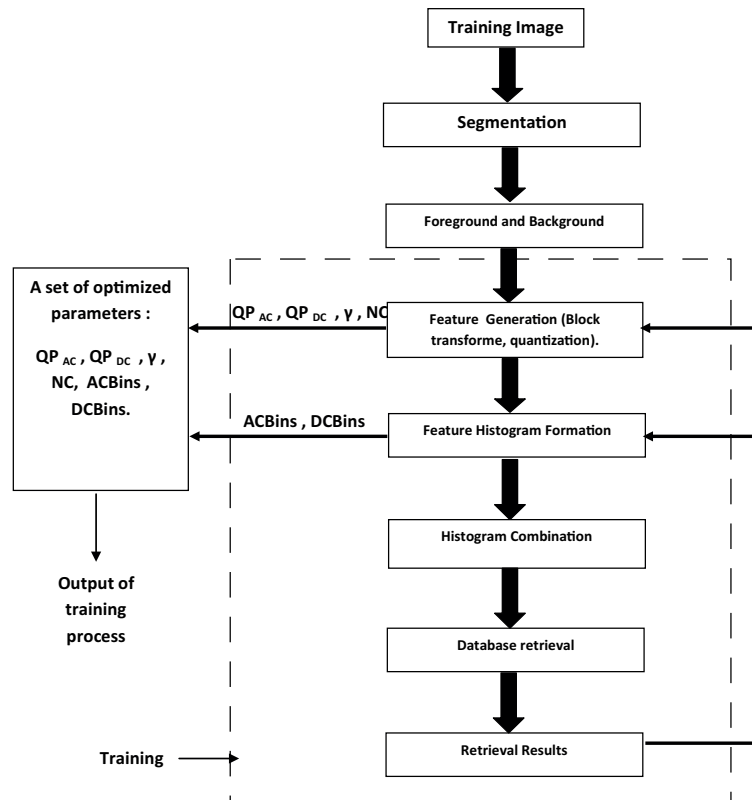 Training Image
Segmentation
Foreground and Background
A set of optimized
parameters :
QP AC , QP DC , γ ,
NC, ACBins ,
DCBins.
QP AC , QP DC , γ , NC
Feature Generation (Block
transforme, quantization).
ACBins , DCBins
Feature Histogram Formation
Histogram Combination
Output of
training
process
Database retrieval
Training
Retrieval Results